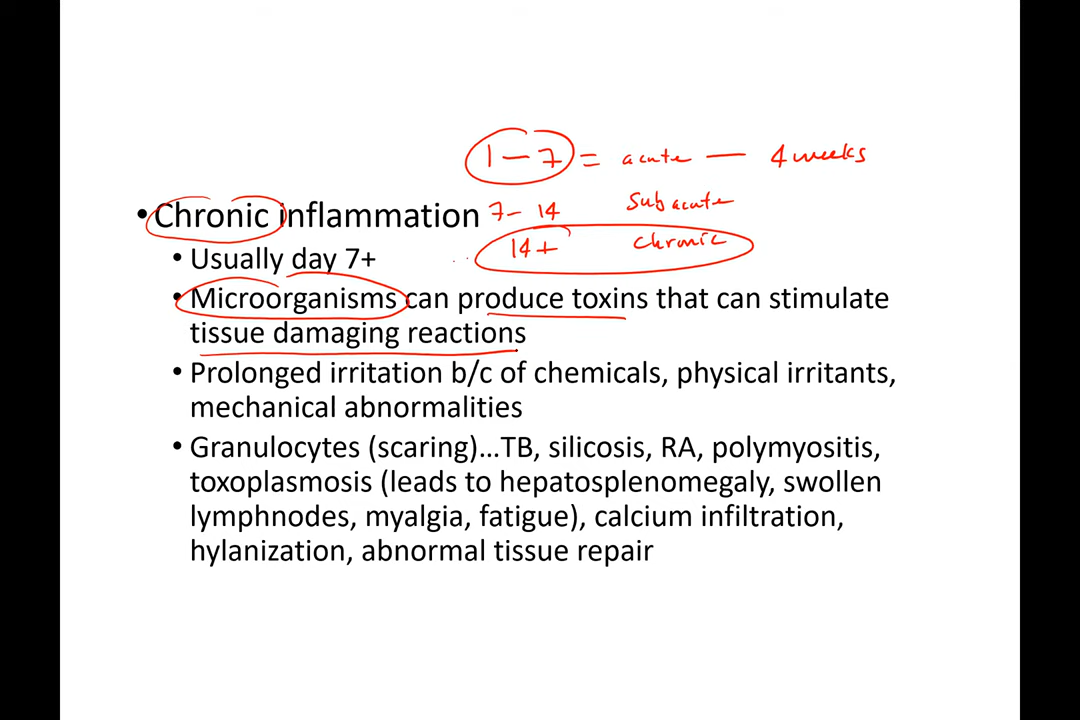 1 – 7 = acute — 4 weeks
7 – 14 Subacute
• Chronic inflammation
14+ chronic
• Usually day 7+
• Microorganisms can produce toxins that can stimulate
tissue damaging reactions
• Prolonged irritation b/c of chemicals, physical irritants,
mechanical abnormalities
• Granulocytes (scaring)…TB, silicosis, RA, polymyositis,
toxoplasmosis (leads to hepatosplenomegaly, swollen
lymphnodes, myalgia, fatigue), calcium infiltration,
hylanization, abnormal tissue repair